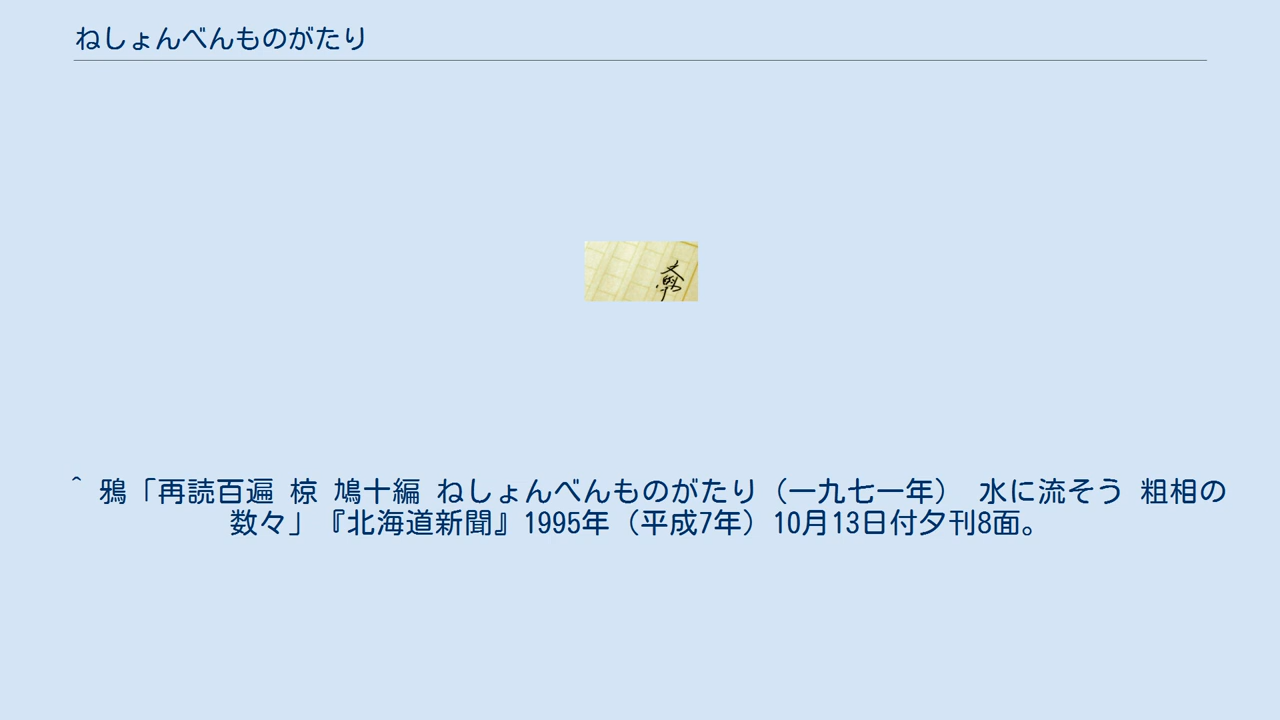 ねしょんべんものがたり
^ 鴉「再読百遍 椋 鳩十編 ねしょんべんものがたり（一九七一年） 水に流そう 粗相の
数々」『北海道新聞』1995年（平成7年）10月13日付夕刊8面。